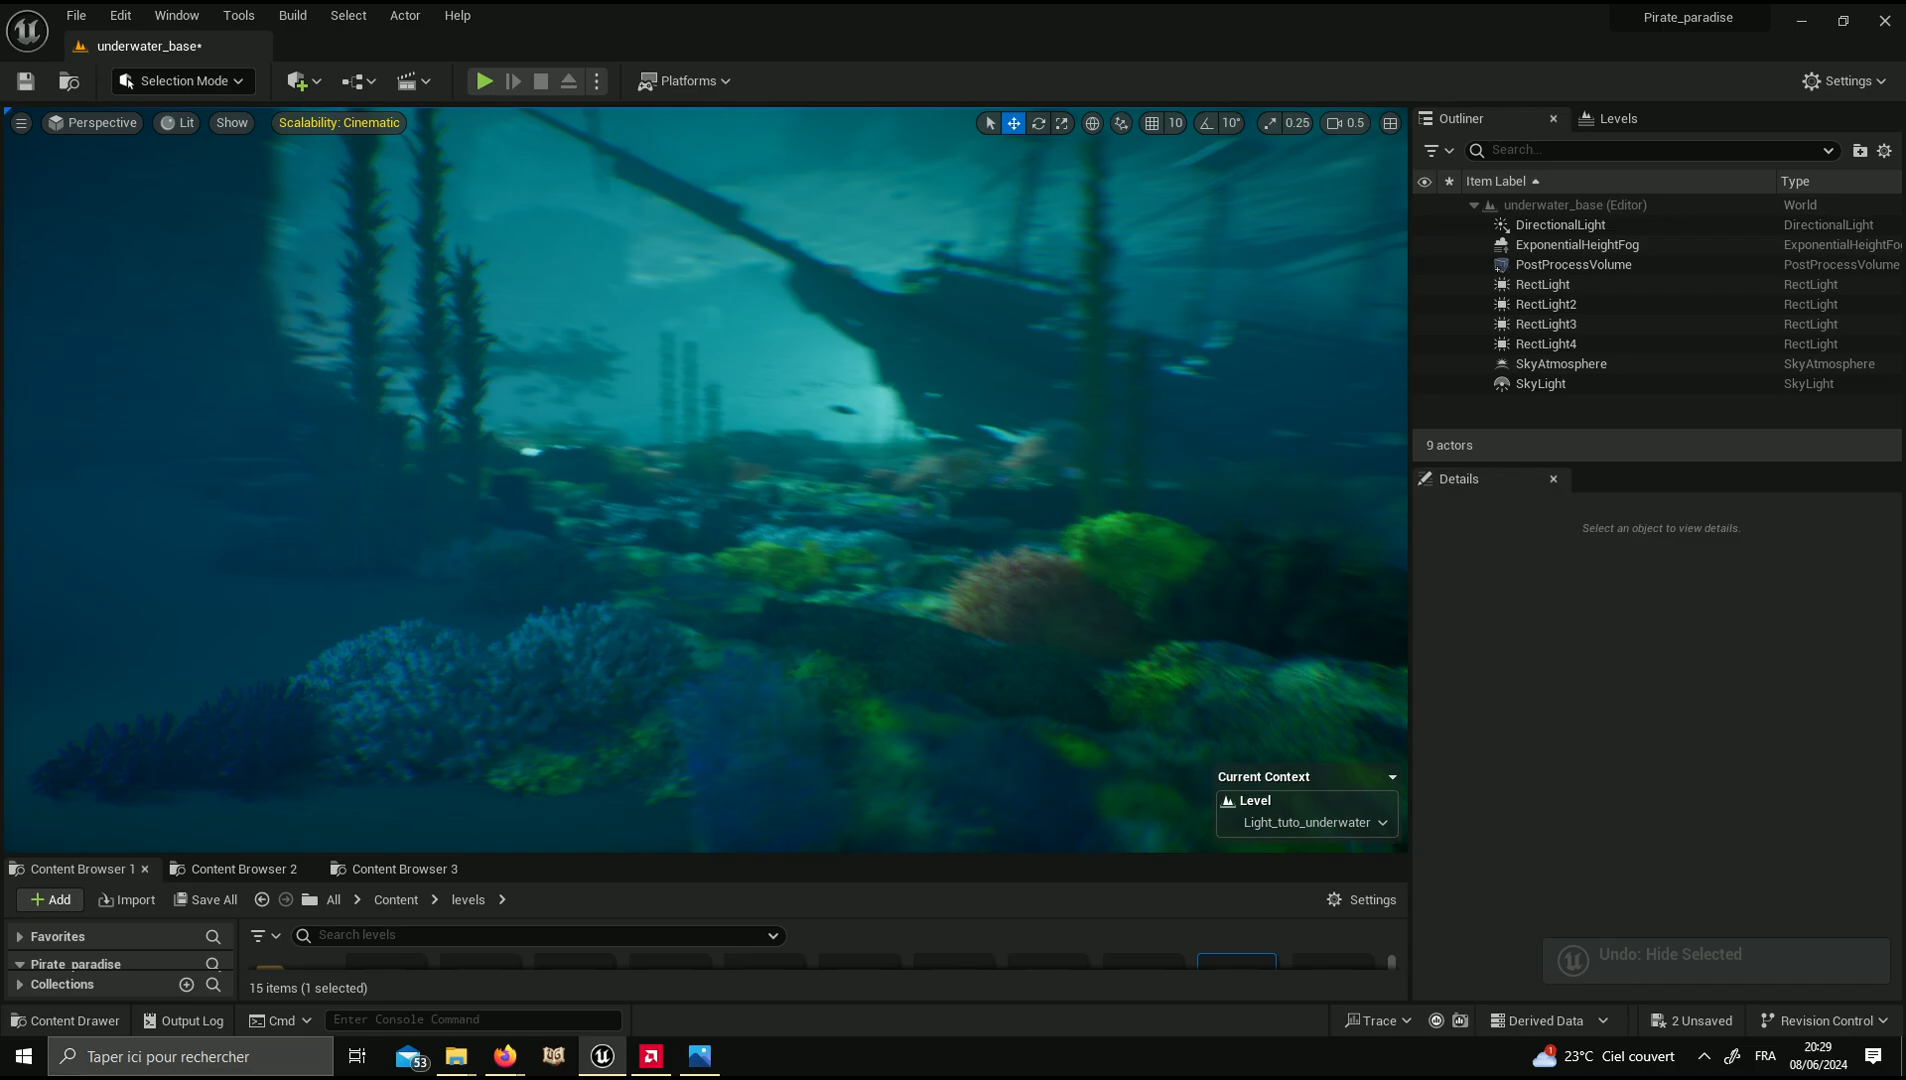 File Edit Window Tools Build Select Actor Help
Pirate_paradise
underwater_base*
Selection Mode
Platforms
Settings
Perspective Lit Show Scalability: Cinematic
10 10° 0.25 0.5
Outliner Levels
Search...
Item Label Type
underwater_base (Editor) World
DirectionalLight DirectionalLight
ExponentialHeightFog ExponentialHeightFo
PostProcessVolume PostProcessVolume
RectLight RectLight
RectLight2 RectLight
RectLight3 RectLight
RectLight4 RectLight
SkyAtmosphere SkyAtmosphere
SkyLight SkyLight
9 actors
Details
Select an object to view details.
Current Context
Level
Light_tuto_underwater
Content Browser 1 Content Browser 2 Content Browser 3
Add Import Save All All Content levels Settings
Favorites
Search levels
Pirate_paradise
Collections
15 items (1 selected)
Undo: Hide Selected
Content Drawer Output Log Cmd Enter Console Command Trace Derived Data 2 Unsaved Revision Control
Taper ici pour rechercher
53
1
23°C Ciel couvert
FRA
20:29
08/06/2024